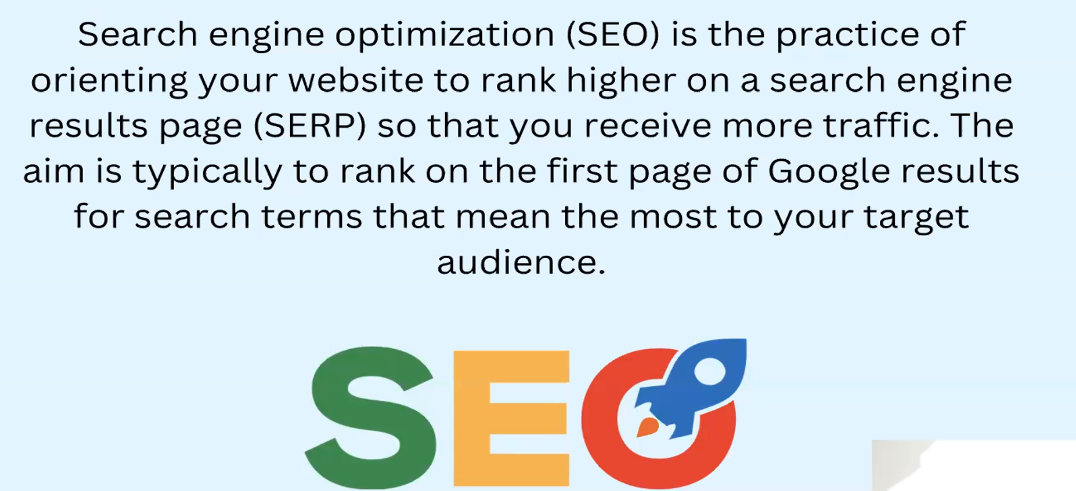 Search engine optimization (SEO) is the practice of
orienting your website to rank higher on a search engine
results page (SERP) so that you receive more traffic. The
aim is typically to rank on the first page of Google results
for search terms that mean the most to your target
audience.
SEO